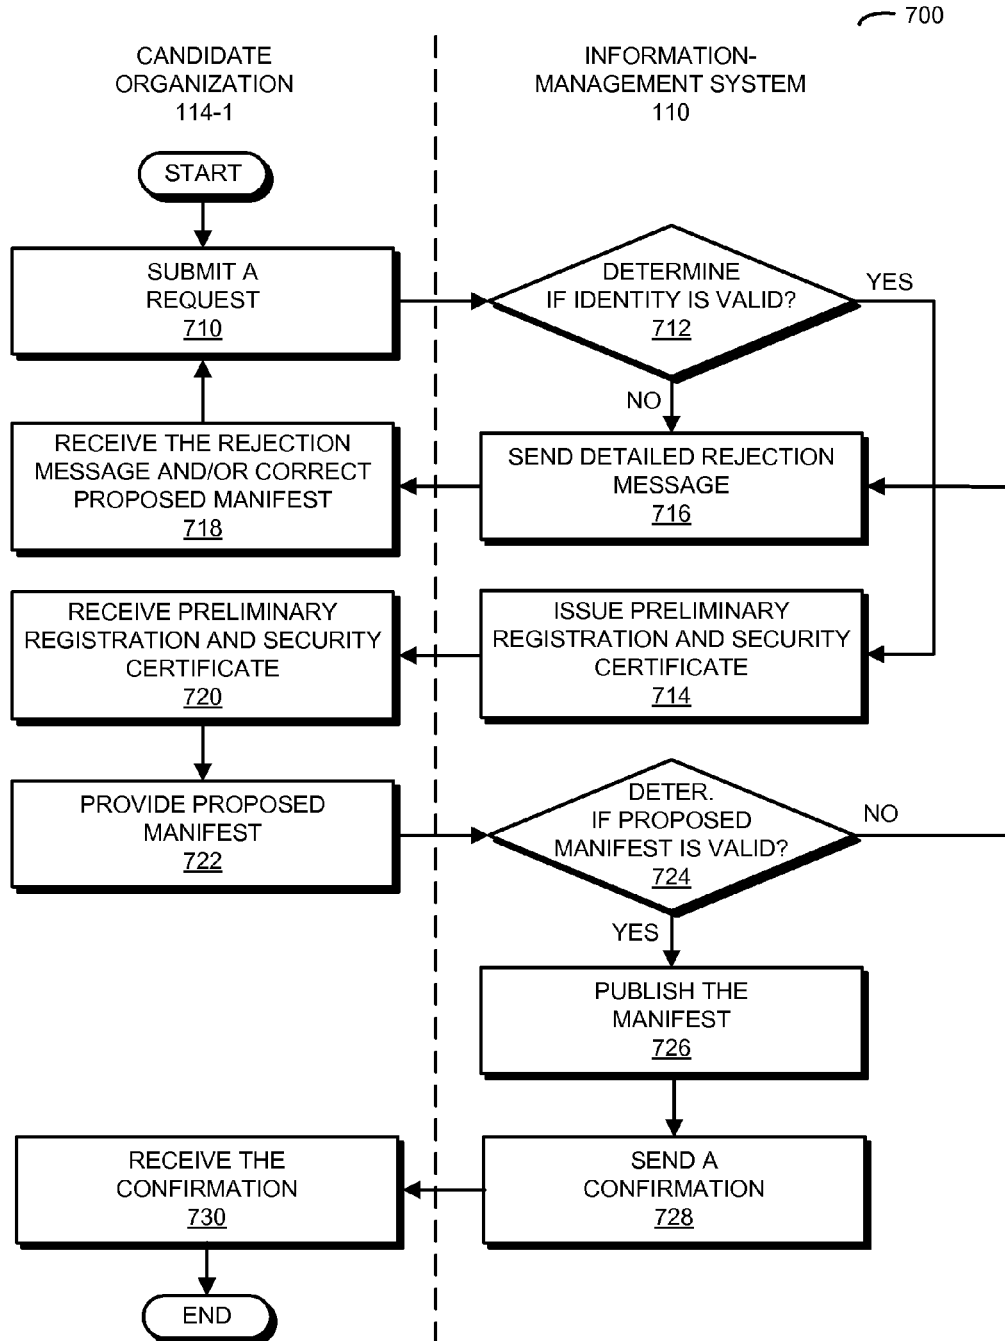 700
CANDIDATE
ORGANIZATION
114-1
INFORMATION-
MANAGEMENT SYSTEM
110
START
SUBMIT A
REQUEST
710
DETERMINE
IF IDENTITY IS VALID?
712
YES
NO
RECEIVE THE REJECTION
MESSAGE AND/OR CORRECT
PROPOSED MANIFEST
718
SEND DETAILED REJECTION
MESSAGE
716
RECEIVE PRELIMINARY
REGISTRATION AND SECURITY
CERTIFICATE
720
ISSUE PRELIMINARY
REGISTRATION AND SECURITY
CERTIFICATE
714
PROVIDE PROPOSED
MANIFEST
722
DETER.
IF PROPOSED
MANIFEST IS VALID?
724
NO
YES
PUBLISH THE
MANIFEST
726
RECEIVE THE
CONFIRMATION
730
SEND A
CONFIRMATION
728
END